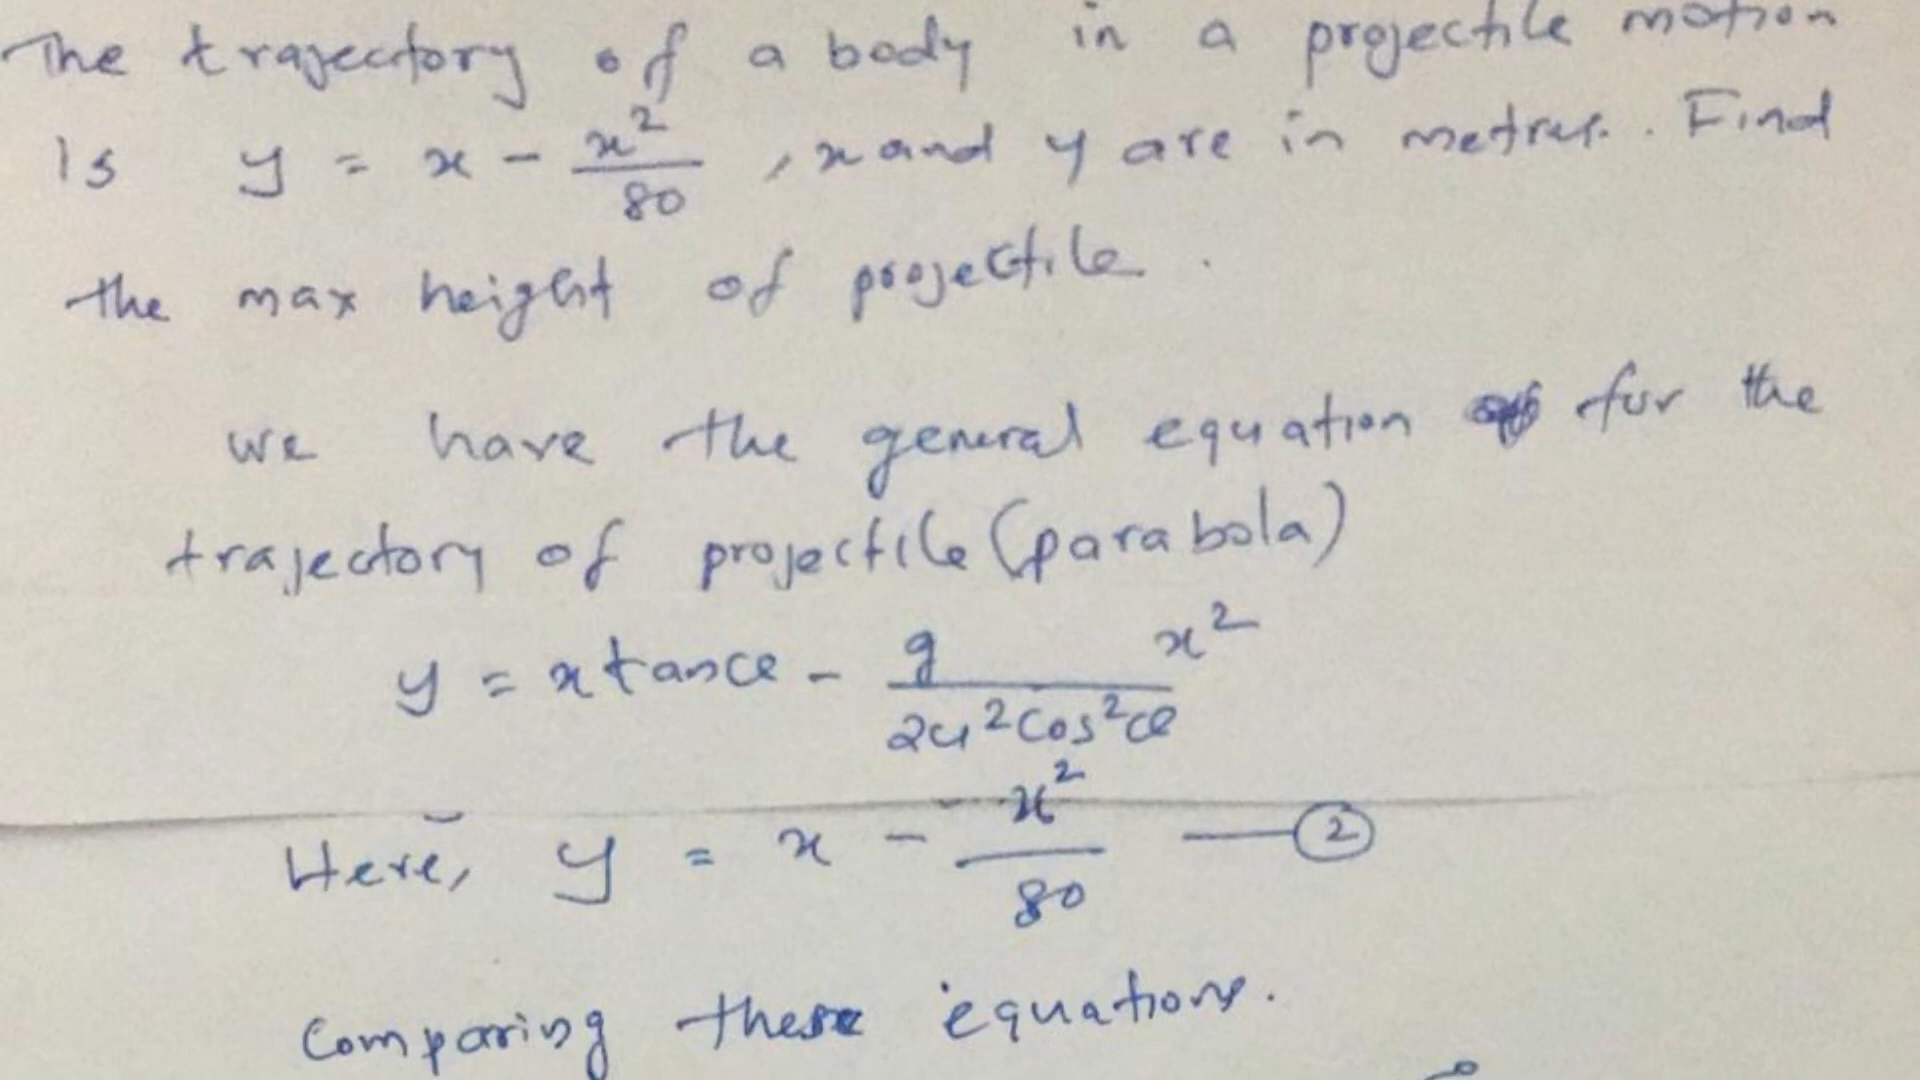 The trajectory of a body in a projectile motion
is y = x - x²/80 , x and y are in metres. Find
the max height of projectile.
we have the general equation for the
trajectory of projectile (parabola)
y = x tanα - g/2u²cos²α x²
Here, y = x - x²/80 — ②
Comparing these equations.